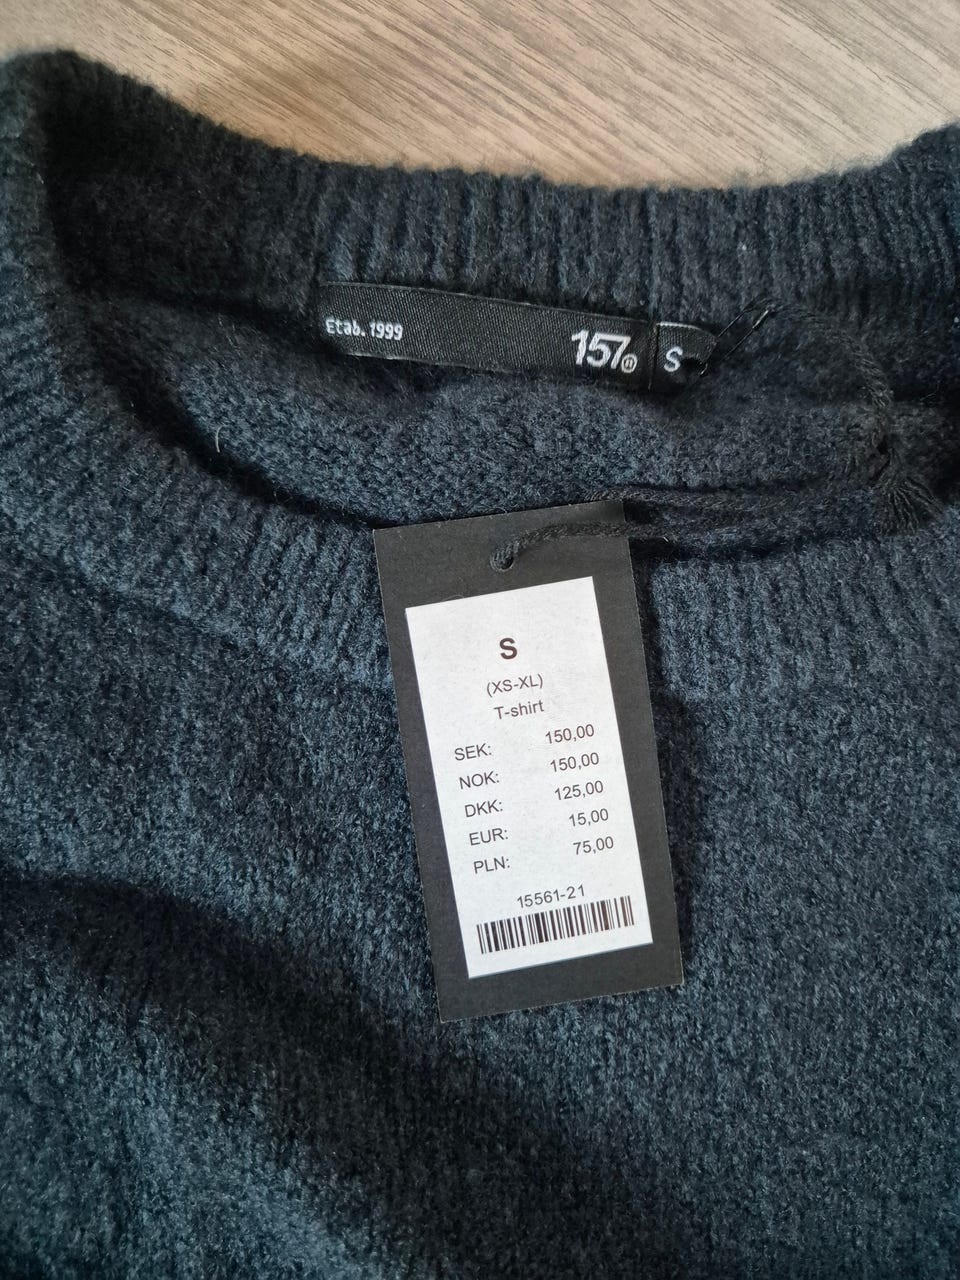 Etab. 1999
157
S
S
(XS-XL)
T-shirt
SEK: 150,00
NOK: 150,00
DKK: 125,00
EUR: 15,00
PLN: 75,00
15561-21